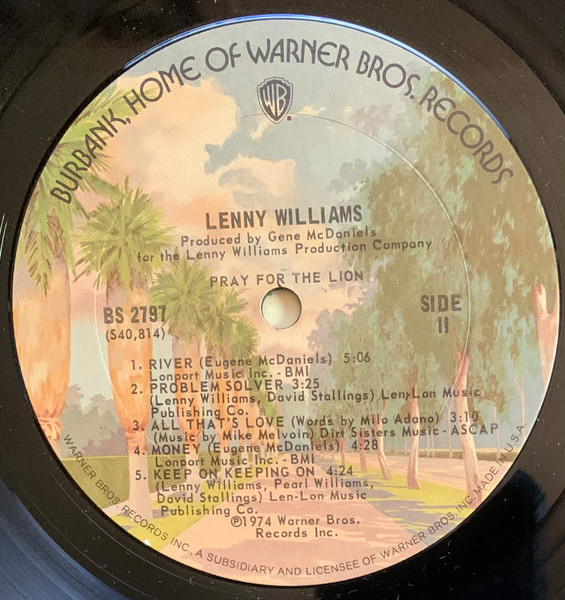 BURBANK, HOME OF WARNER BROS. RECORDS
WB
LENNY WILLIAMS
Produced by Gene McDaniels
for the Lenny Williams Production Company
PRAY FOR THE LION
BS 2797
(S40,814)
SIDE
II
1. RIVER (Eugene McDaniels) 5:06
Lonport Music Inc. - BMI
2. PROBLEM SOLVER 3:25
(Lenny Williams, David Stallings) Len-Lon Music
Publishing Co.
3. ALL THAT'S LOVE (Words by Milo Adano) 3:10
(Music by Mike Melvoin) Dirt Sisters Music - ASCAP
4. MONEY (Eugene McDaniels) 4:28
Lonport Music Inc. - BMI
5. KEEP ON KEEPING ON 4:24
(Lenny Williams, Pearl Williams,
David Stallings) Len-Lon Music
Publishing Co.
℗1974 Warner Bros.
Records Inc.
WARNER BROS. RECORDS INC., A SUBSIDIARY AND LICENSEE OF WARNER BROS. INC., MADE IN U.S.A.